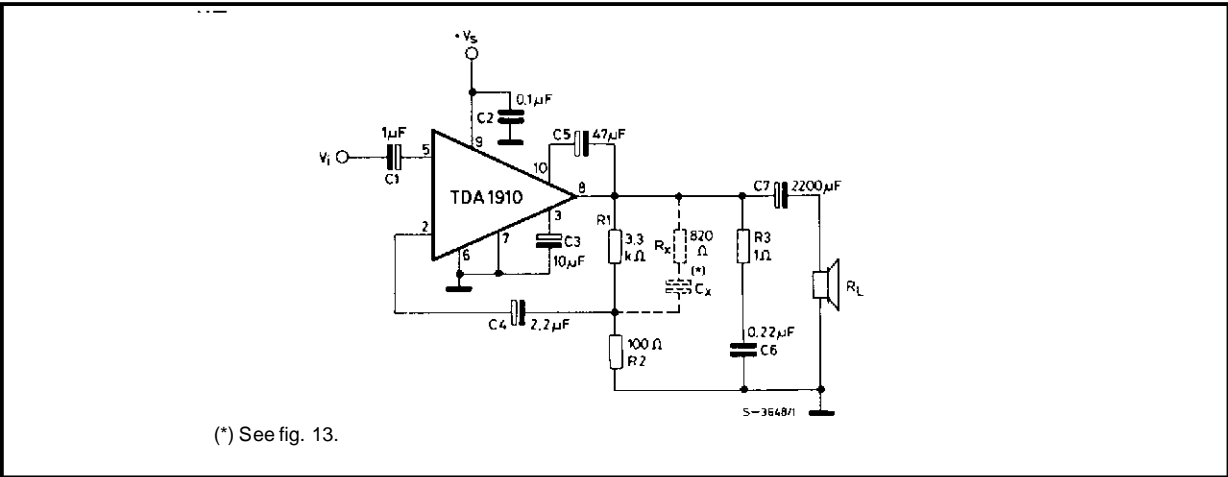 +Vs
0.1µF
C2
9
C5
47µF
1µF
Vi
C1
5
10
TDA1910
8
C7
2200µF
2
3
7
6
C3
10µF
R1
3.3
kΩ
Rx
820
Ω
(*)
Cx
R3
1Ω
RL
C4
2.2µF
100Ω
R2
0.22µF
C6
S-3648/1
(*) See fig. 13.